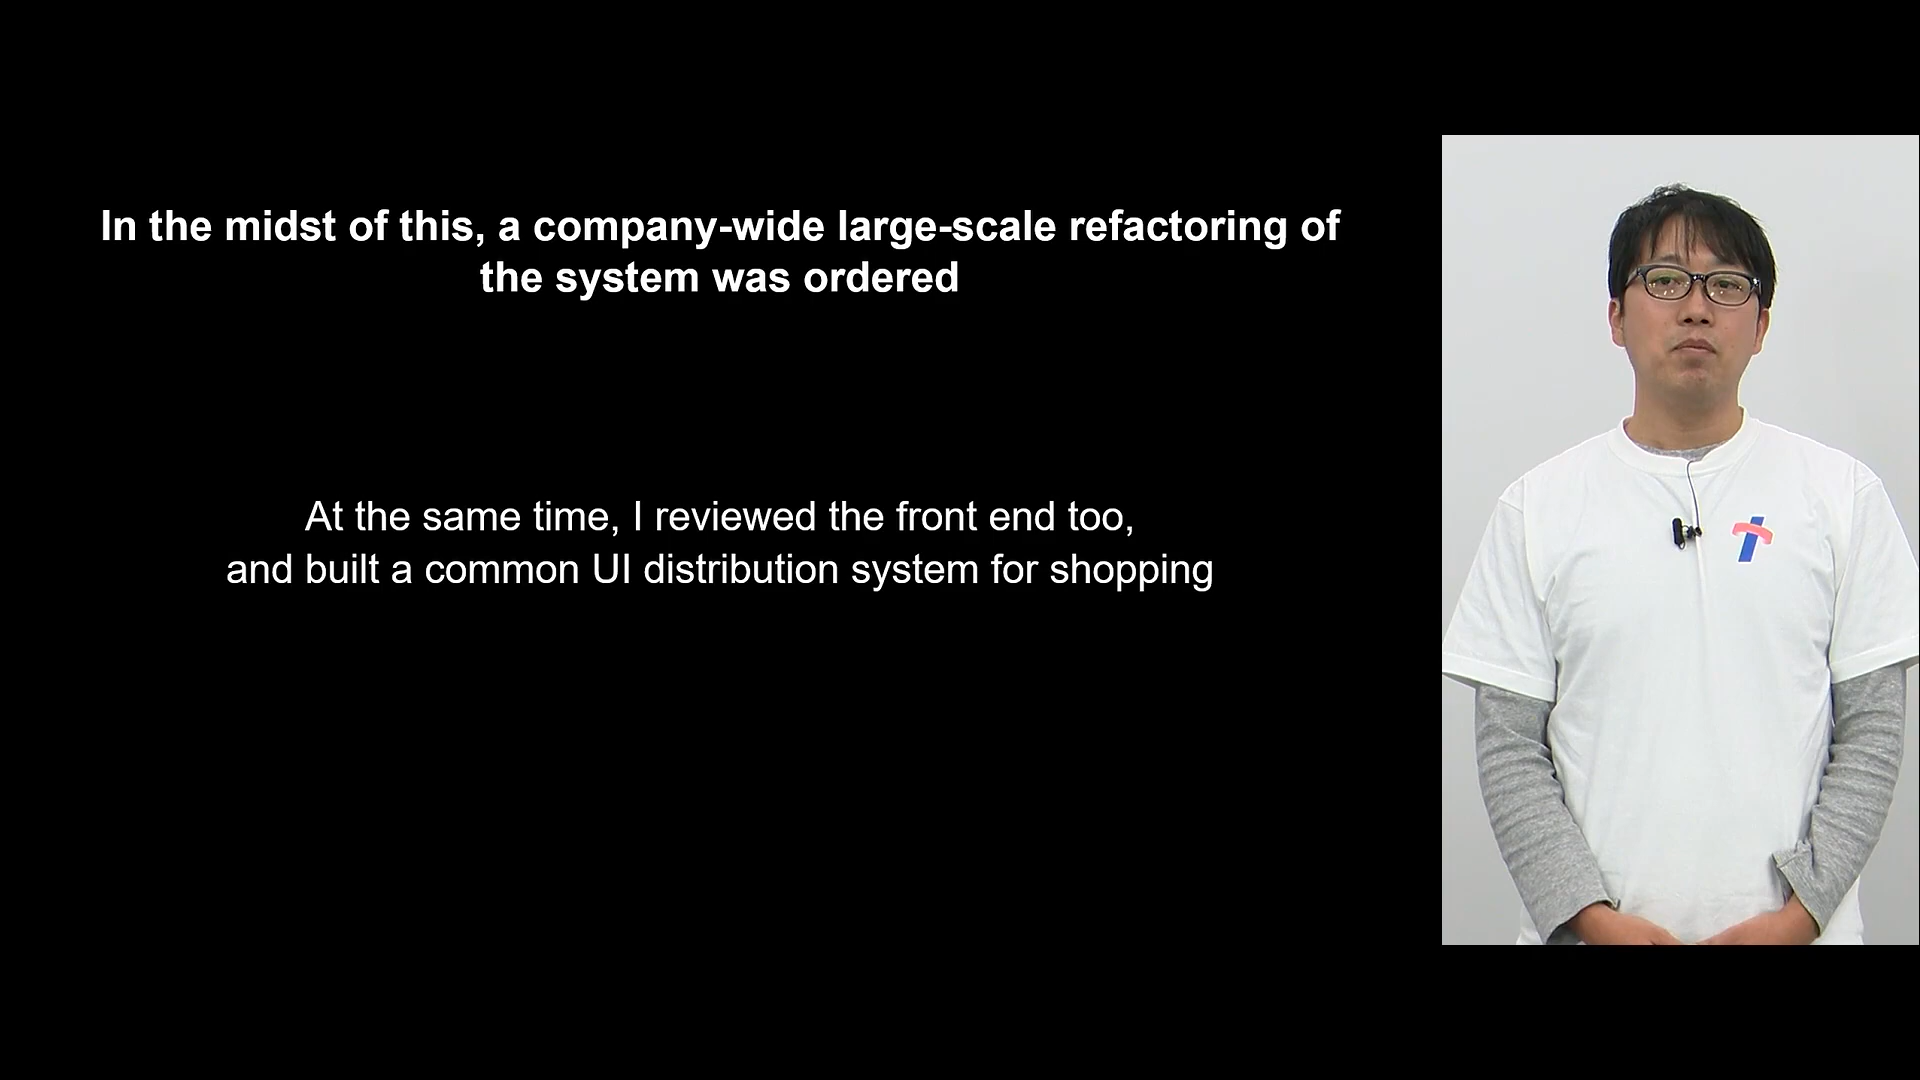 In the midst of this, a company-wide large-scale refactoring of
the system was ordered
At the same time, I reviewed the front end too,
and built a common UI distribution system for shopping